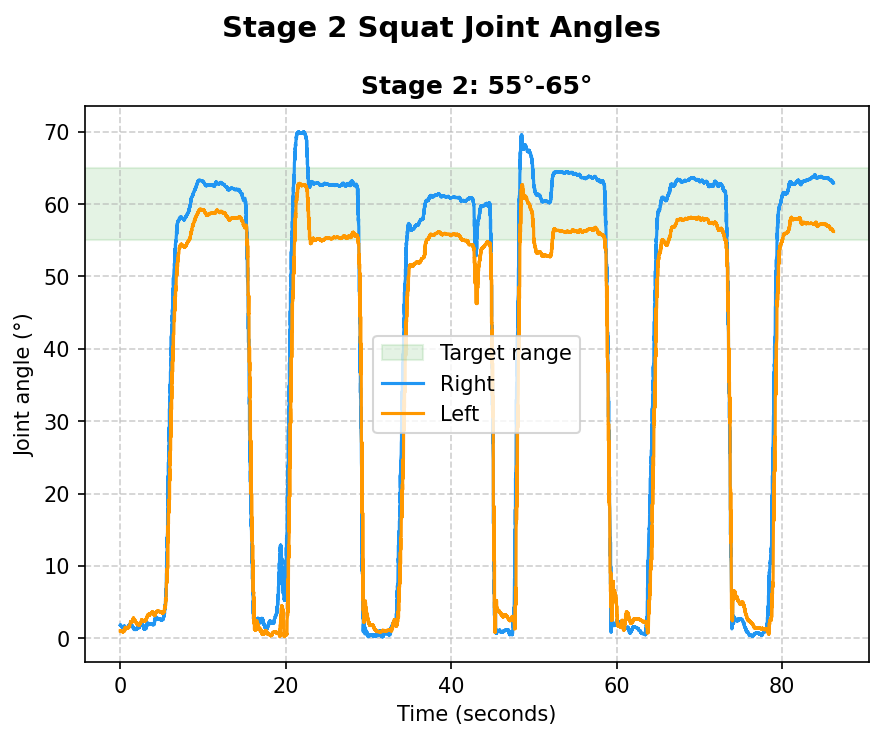 Stage 2 Squat Joint Angles
Stage 2: 55°-65°
Joint angle (°)
70
60
50
40
30
20
10
0
Target range
Right
Left
0 20 40 60 80
Time (seconds)